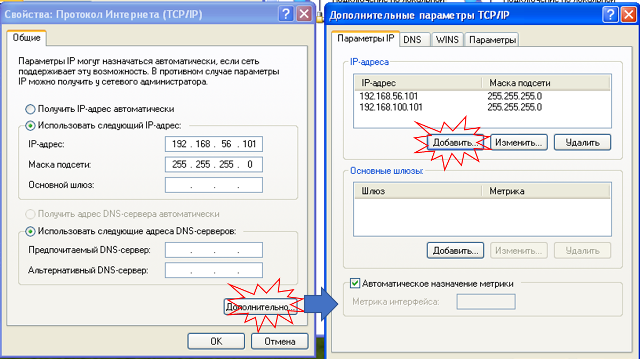 Свойства: Протокол Интернета (TCP/IP)
Общие
Параметры IP могут назначаться автоматически, если сеть
поддерживает эту возможность. В противном случае параметры
IP можно получить у сетевого администратора.
Получить IP-адрес автоматически
Использовать следующий IP-адрес:
IP-адрес: 192 . 168 . 56 . 101
Маска подсети: 255 . 255 . 255 . 0
Основной шлюз: . . .
Получить адрес DNS-сервера автоматически
Использовать следующие адреса DNS-серверов:
Предпочитаемый DNS-сервер: . . .
Альтернативный DNS-сервер: . . .
Дополнительно...
ОК Отмена
Дополнительные параметры TCP/IP
Параметры IP DNS WINS Параметры
IP-адреса
IP-адрес Маска подсети
192.168.56.101 255.255.255.0
192.168.100.101 255.255.255.0
Добавить... Изменить... Удалить
Основные шлюзы:
Шлюз Метрика
Добавить... Изменить... Удалить
Автоматическое назначение метрики
Метрика интерфейса: